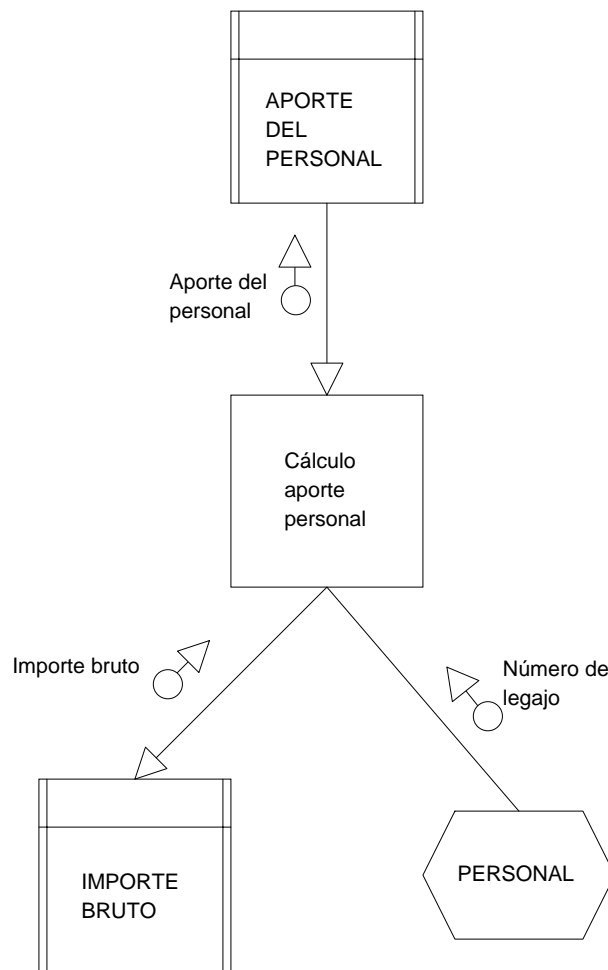 APORTE
DEL
PERSONAL
Aporte del
personal
Cálculo
aporte
personal
Importe bruto
Número de
legajo
IMPORTE
BRUTO
PERSONAL